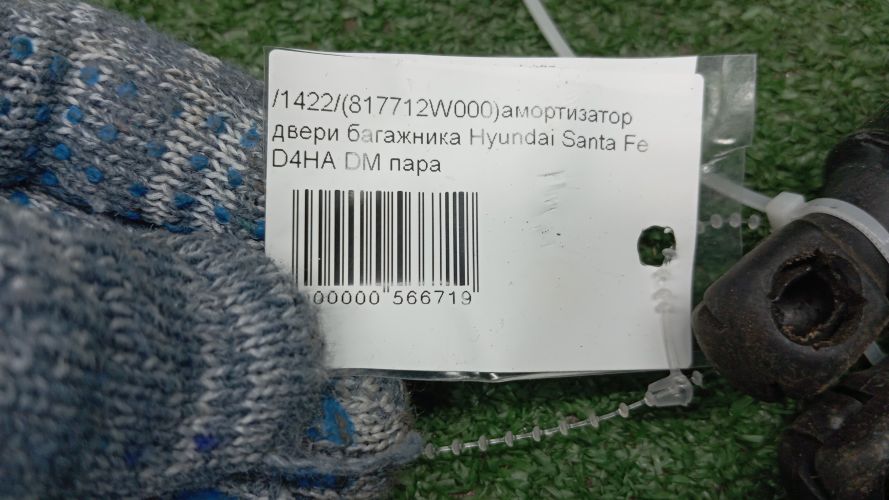 /1422/(817712W000)амортизатор
двери багажника Hyundai Santa Fe
D4HA DM пара
00000 566719